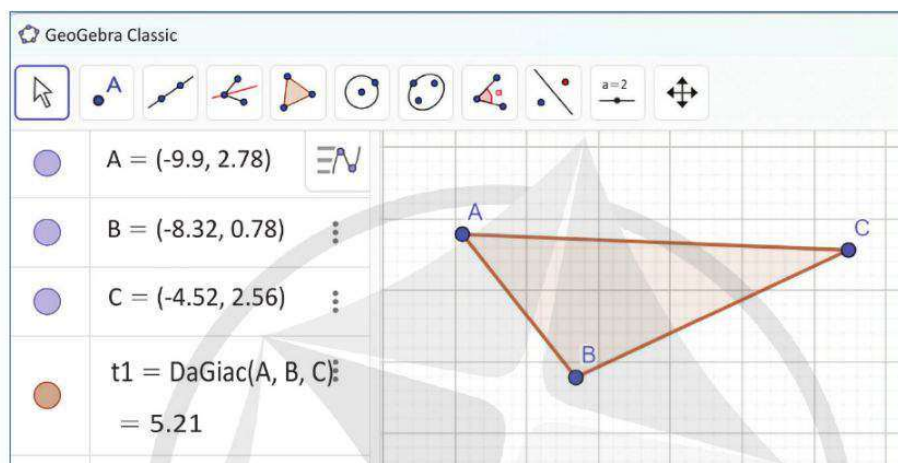 GeoGebra Classic
A
a=2
A = (-9.9, 2.78)
B = (-8.32, 0.78)
C = (-4.52, 2.56)
t1 = DaGiac(A, B, C)
= 5.21
A
C
B